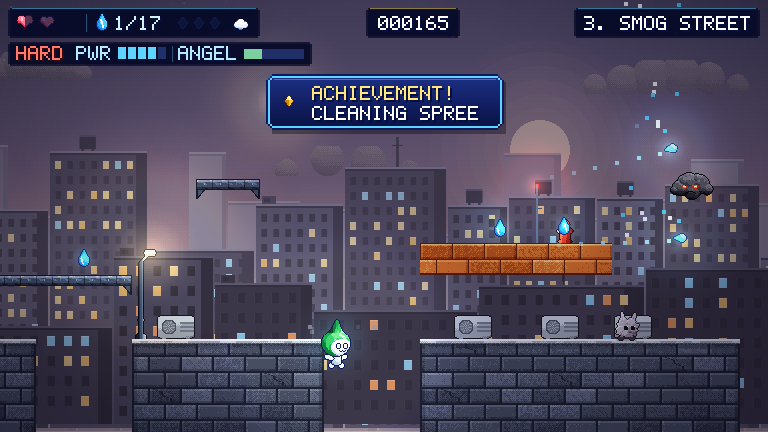 1/17
000165
3. SMOG STREET
HARD PWR ANGEL
ACHIEVEMENT!
CLEANING SPREE